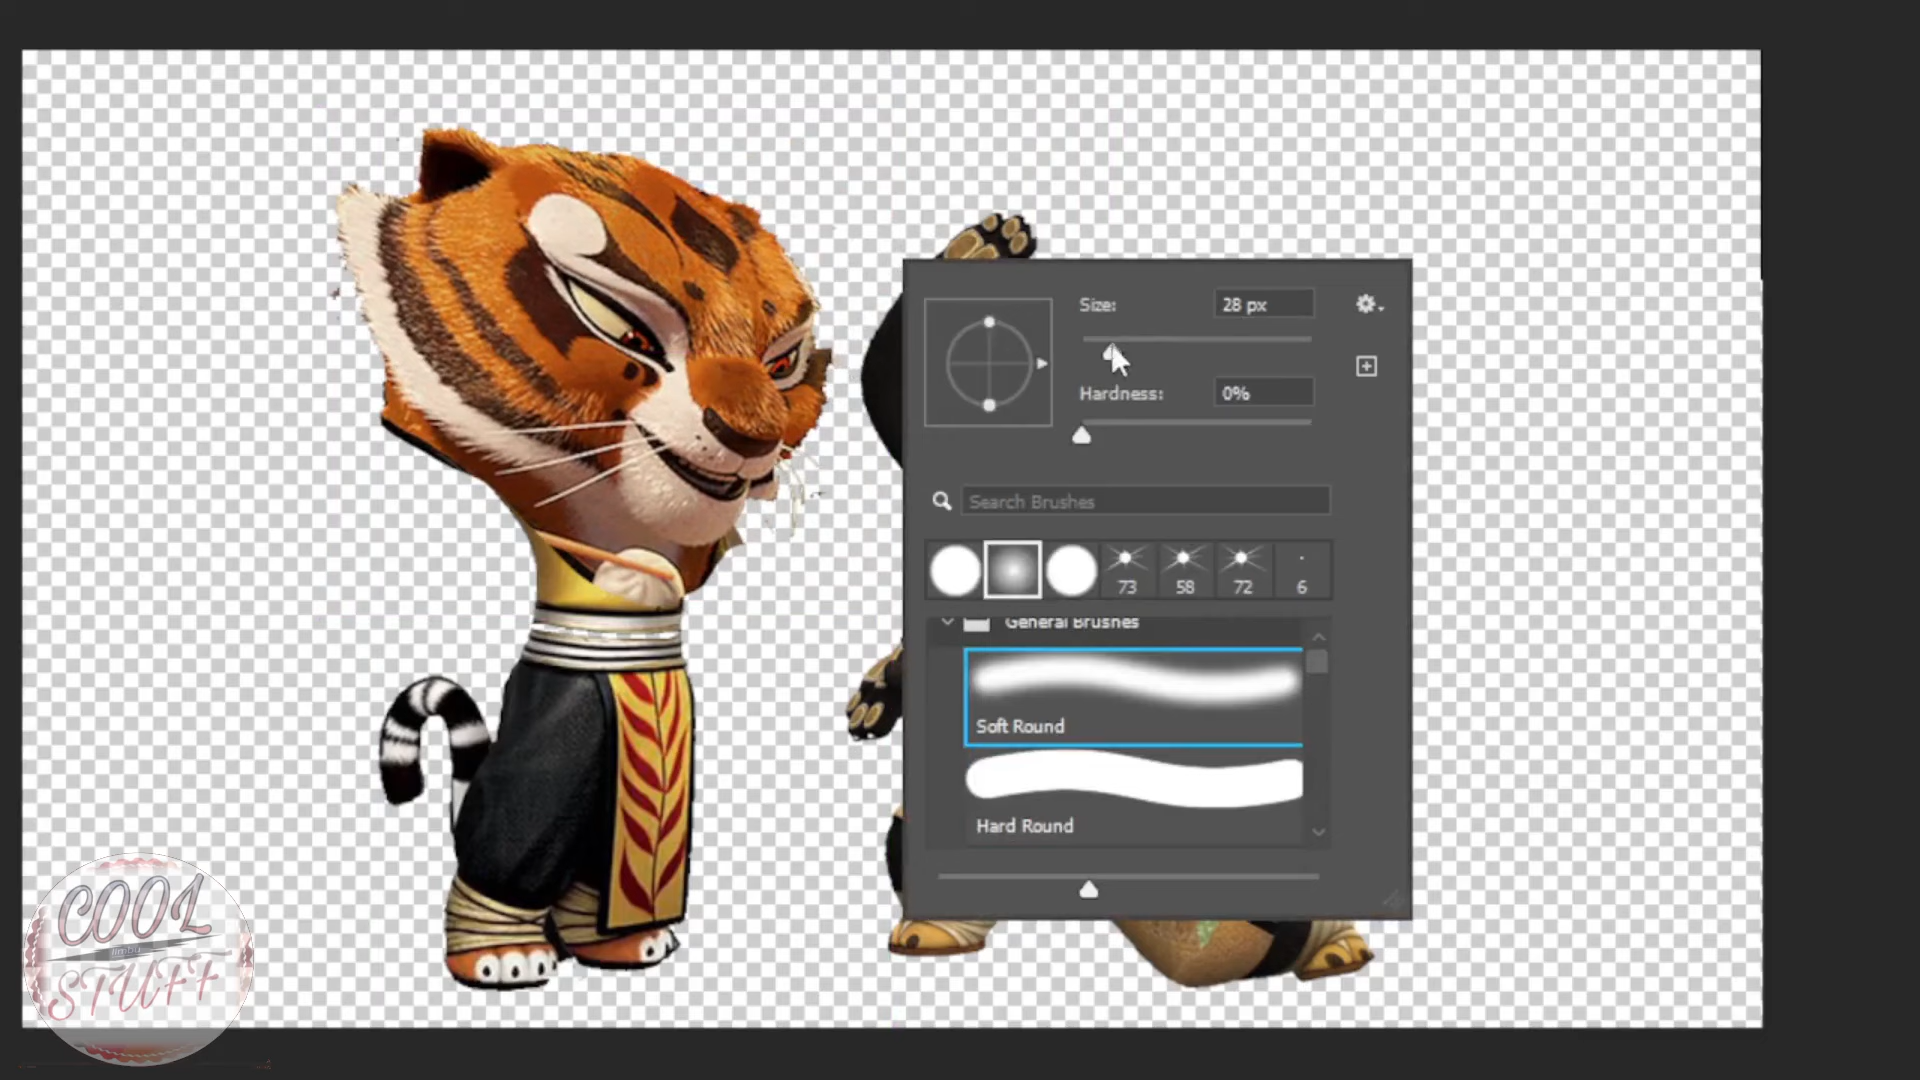 Size:
28 px
Hardness:
0%
Search Brushes
73
58
72
6
General Brushes
Soft Round
Hard Round
COOL
STUFF